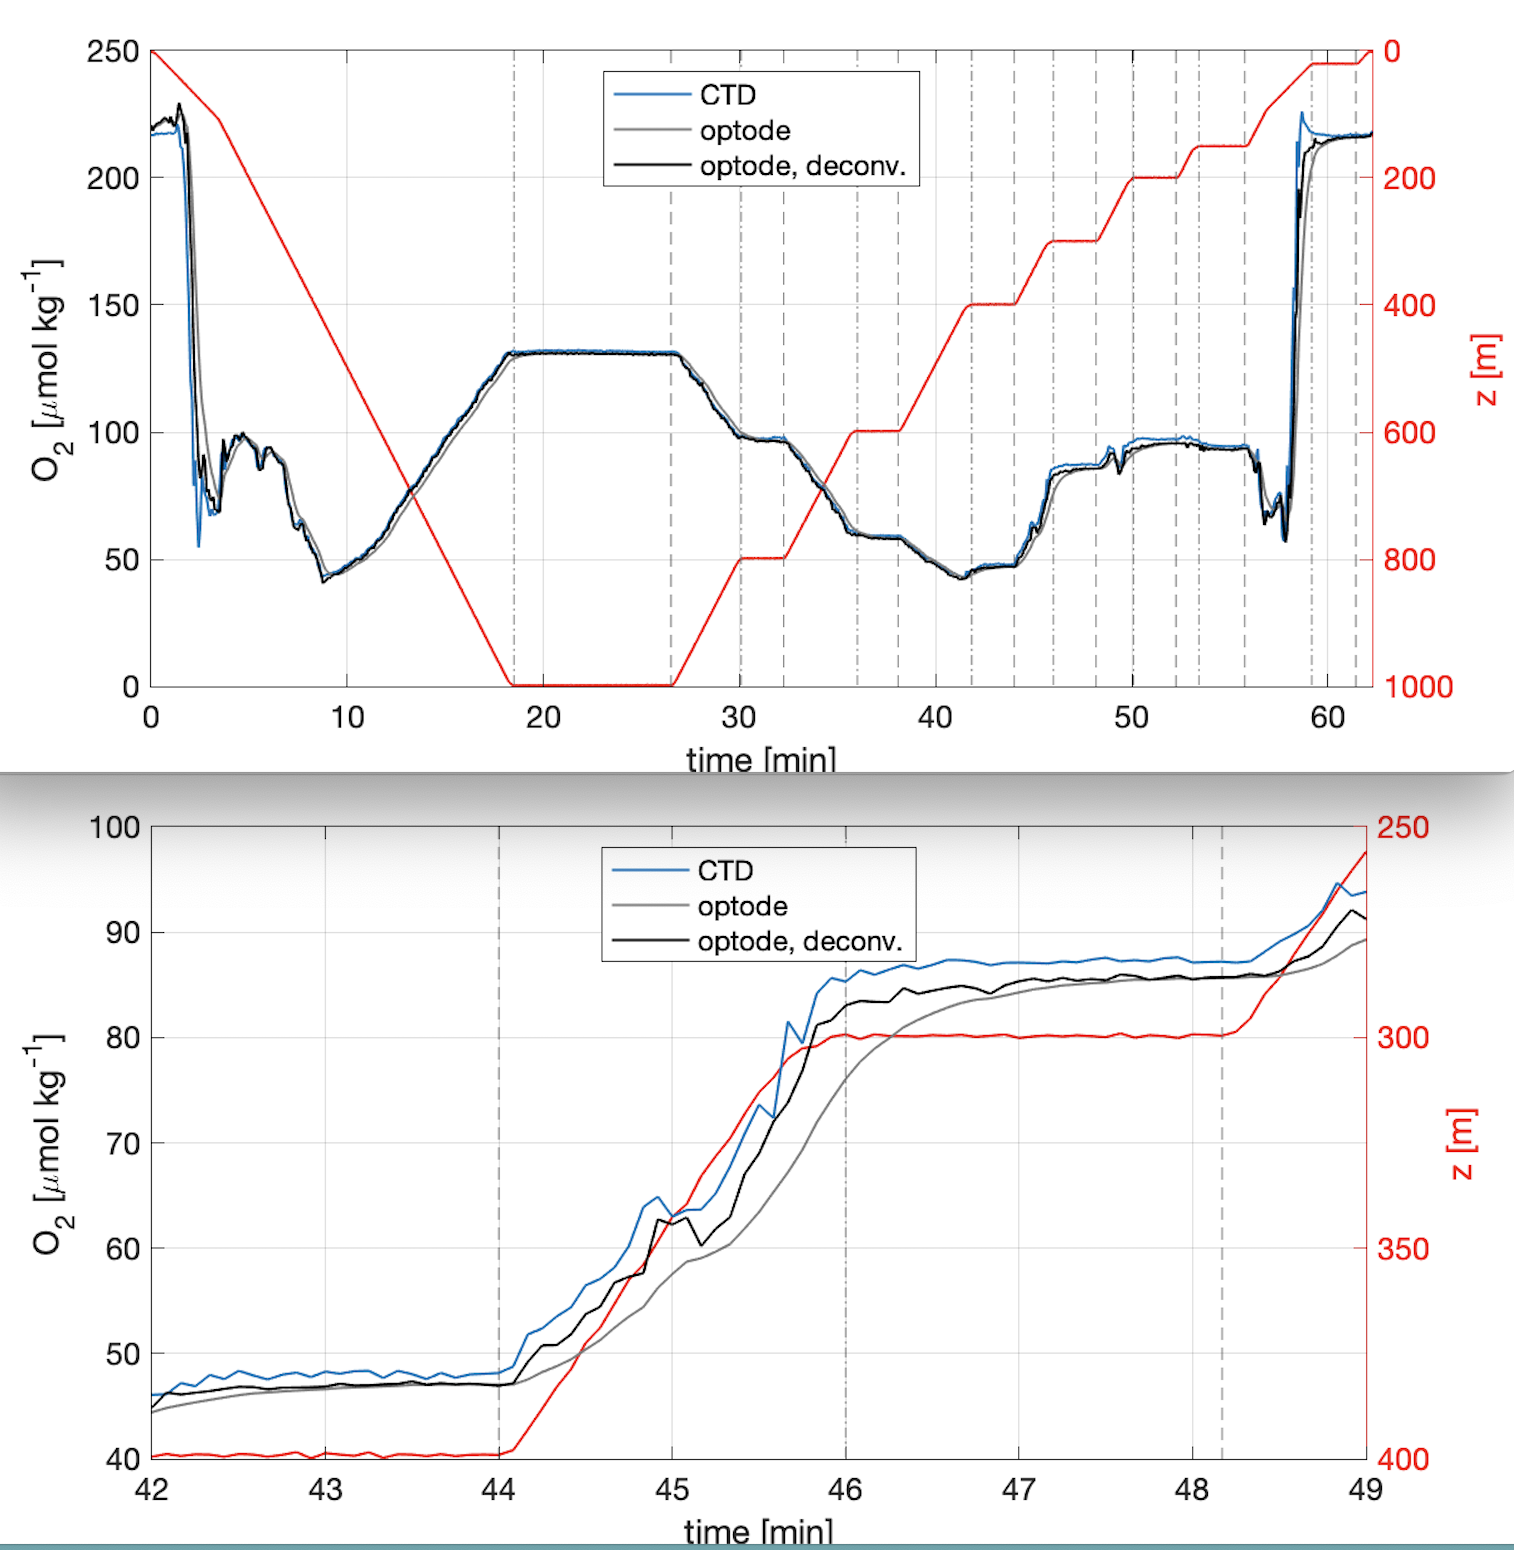 250
200
150
100
50
0
O2 [μmol kg-1]
CTD
optode
optode, deconv.
0
200
400
600
800
1000
z [m]
0 10 20 30 40 50 60
time [min]
100
90
80
70
60
50
40
O2 [μmol kg-1]
CTD
optode
optode, deconv.
250
300
350
400
z [m]
42 43 44 45 46 47 48 49
time [min]